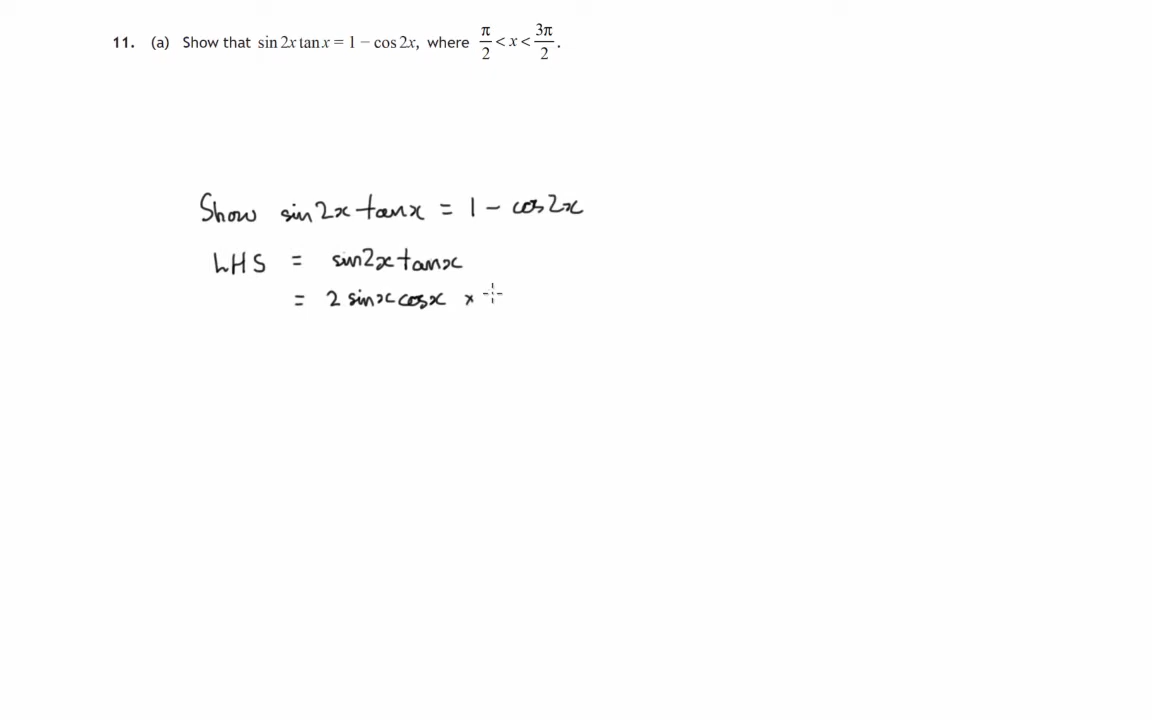 11. (a) Show that sin 2x tan x = 1 − cos 2x, where π/2 < x < 3π/2.
Show sin2x tanx = 1 - cos2x
LHS = sin2x tanx
= 2 sinx cosx ×